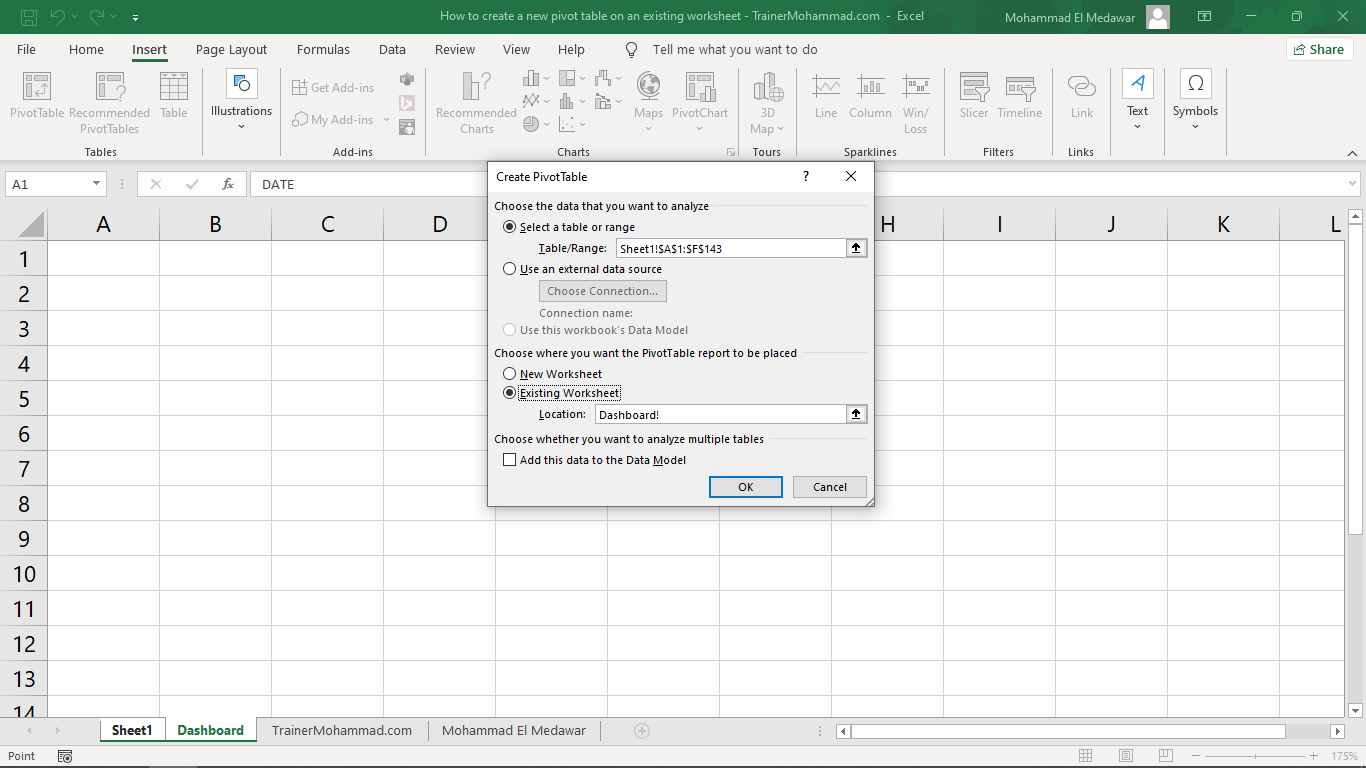 How to create a new pivot table on an existing worksheet - TrainerMohammad.com - Excel
Mohammad El Medawar
File Home Insert Page Layout Formulas Data Review View Help Tell me what you want to do Share
PivotTable Recommended PivotTables Table
Tables
Illustrations
Get Add-ins
My Add-ins
Add-ins
Recommended Charts
Maps PivotChart
Charts
3D Map
Tours
Line Column Win/ Loss
Sparklines
Slicer Timeline
Filters
Link
Links
Text
Symbols
A1 fx DATE
A B C D H I J K L
1
2
3
4
5
6
7
8
9
10
11
12
13
14
Create PivotTable ?
Choose the data that you want to analyze
Select a table or range
Table/Range: Sheet1!$A$1:$F$143
Use an external data source
Choose Connection...
Connection name:
Use this workbook's Data Model
Choose where you want the PivotTable report to be placed
New Worksheet
Existing Worksheet
Location: Dashboard!
Choose whether you want to analyze multiple tables
Add this data to the Data Model
OK Cancel
Sheet1 Dashboard TrainerMohammad.com Mohammad El Medawar
Point 175%